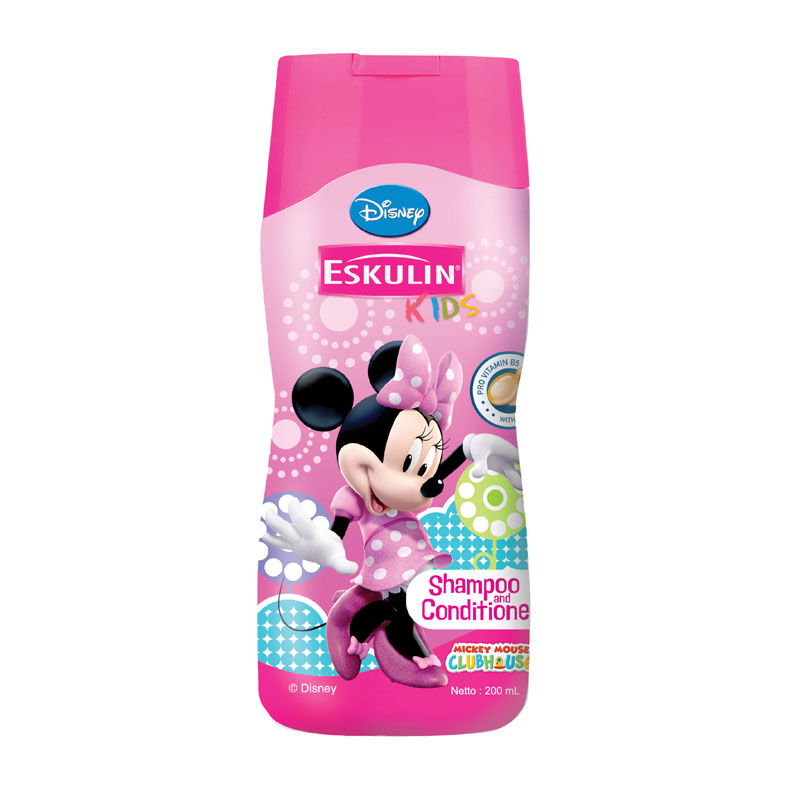 Disney
ESKULIN®
KIDS
PRO VITAMIN B5
WITH
Shampoo
and
Conditione
MICKEY MOUSE
CLUBHOUSE
© Disney
Netto : 200 mL